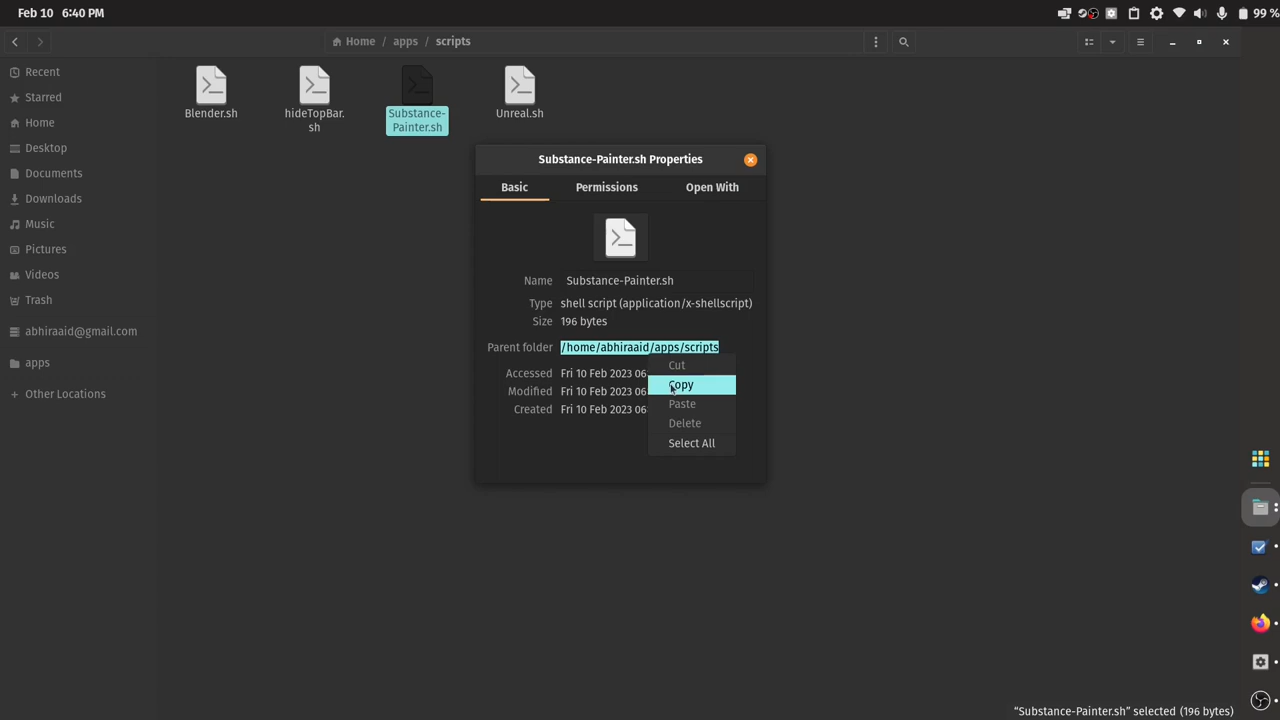 Feb 10 6:40 PM
99 %
Home / apps / scripts
Recent
Starred
Home
Desktop
Documents
Downloads
Music
Pictures
Videos
Trash
abhiraaid@gmail.com
apps
+ Other Locations
Blender.sh
hideTopBar.
sh
Substance-
Painter.sh
Unreal.sh
Substance-Painter.sh Properties
Basic Permissions Open With
Name Substance-Painter.sh
Type shell script (application/x-shellscript)
Size 196 bytes
Parent folder /home/abhiraaid/apps/scripts
Accessed Fri 10 Feb 2023 06
Modified Fri 10 Feb 2023 06
Created Fri 10 Feb 2023 06
Cut
Copy
Paste
Delete
Select All
“Substance-Painter.sh” selected (196 bytes)